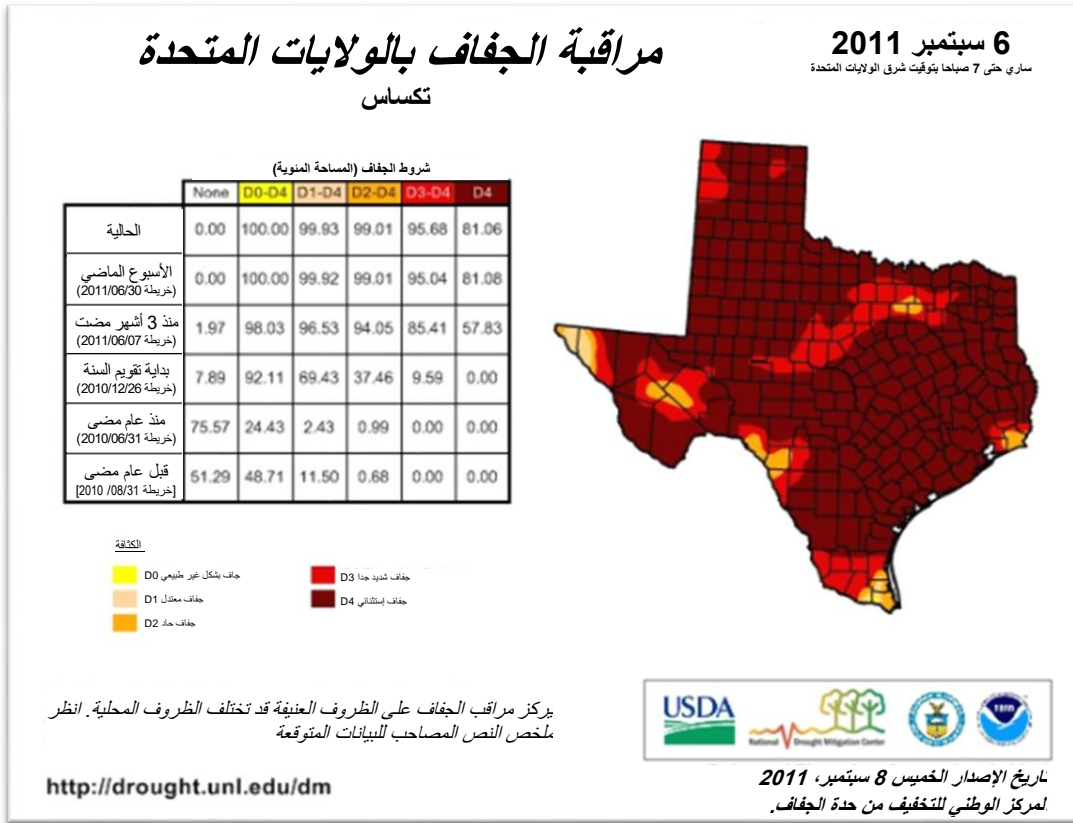 مراقبة الجفاف بالولايات المتحدة
تكساس
6 سبتمبر 2011
ساري حتى 7 صباحا بتوقيت شرق الولايات المتحدة
شروط الجفاف (المساحة المئوية)
None D0-D4 D1-D4 D2-D4 D3-D4 D4
الحالية 0.00 100.00 99.93 99.01 95.68 81.06
الأسبوع الماضي
(خريطة 2011/06/30)
0.00 100.00 99.92 99.01 95.04 81.08
منذ 3 أشهر مضت
(خريطة 2011/06/07)
1.97 98.03 96.53 94.05 85.41 57.83
بداية تقويم السنة
(خريطة 2010/12/26)
7.89 92.11 69.43 37.46 9.59 0.00
منذ عام مضى
(خريطة 2010/06/31)
75.57 24.43 2.43 0.99 0.00 0.00
قبل عام مضى
[خريطة 08/31/ 2010]
51.29 48.71 11.50 0.68 0.00 0.00
الكثافة
جاف بشكل غير طبيعي D0
جفاف معتدل D1
جفاف حاد D2
جفاف شديد جدا D3
جفاف إستثنائي D4
يركز مراقب الجفاف على الظروف العنيفة قد تختلف الظروف المحلية. انظر
ملخص النص المصاحب للبيانات المتوقعة
http://drought.unl.edu/dm
USDA
National Drought Mitigation Center
تاريخ الإصدار الخميس 8 سبتمبر، 2011
المركز الوطني للتخفيف من حدة الجفاف.